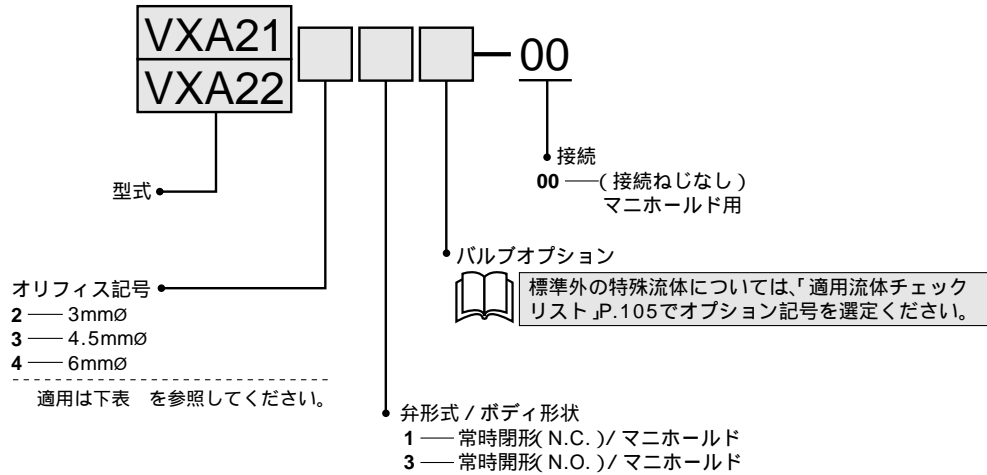 VXA21
VXA22
00
接続
00 ──( 接続ねじなし )
マニホールド用
型式
バルブオプション
標準外の特殊流体については、「適用流体チェック
リスト」P.105でオプション記号を選定ください。
オリフィス記号
2 ── 3mmØ
3 ── 4.5mmØ
4 ── 6mmØ
適用は下表　を参照してください。
弁形式 / ボディ形状
1 ── 常時閉形( N.C. )/ マニホールド
3 ── 常時開形( N.O. )/ マニホールド